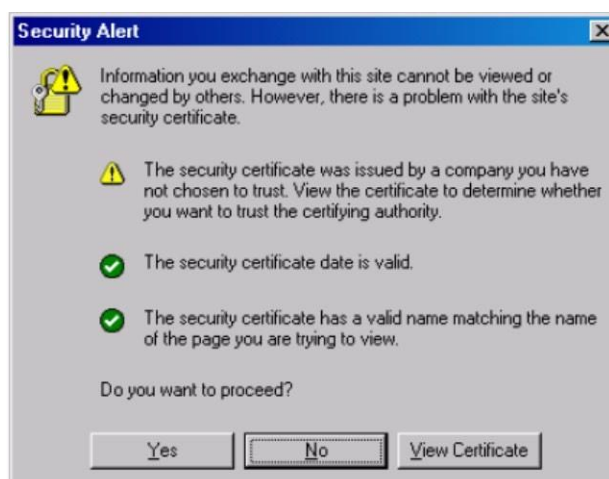 Security Alert
Information you exchange with this site cannot be viewed or
changed by others. However, there is a problem with the site's
security certificate.
The security certificate was issued by a company you have
not chosen to trust. View the certificate to determine whether
you want to trust the certifying authority.
The security certificate date is valid.
The security certificate has a valid name matching the name
of the page you are trying to view.
Do you want to proceed?
Yes No View Certificate